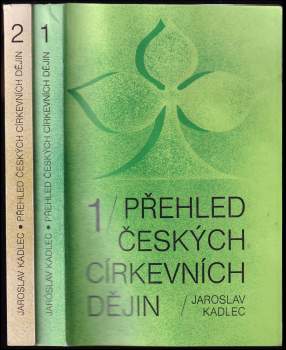 2
JAROSLAV KADLEC • PŘEHLED ČESKÝCH CÍRKEVNÍCH DĚJIN
1
JAROSLAV KADLEC • PŘEHLED ČESKÝCH CÍRKEVNÍCH DĚJIN
1/PŘEHLED
ČESKÝCH
CÍRKEVNÍCH
DĚJIN /JAROSLAV
KADLEC